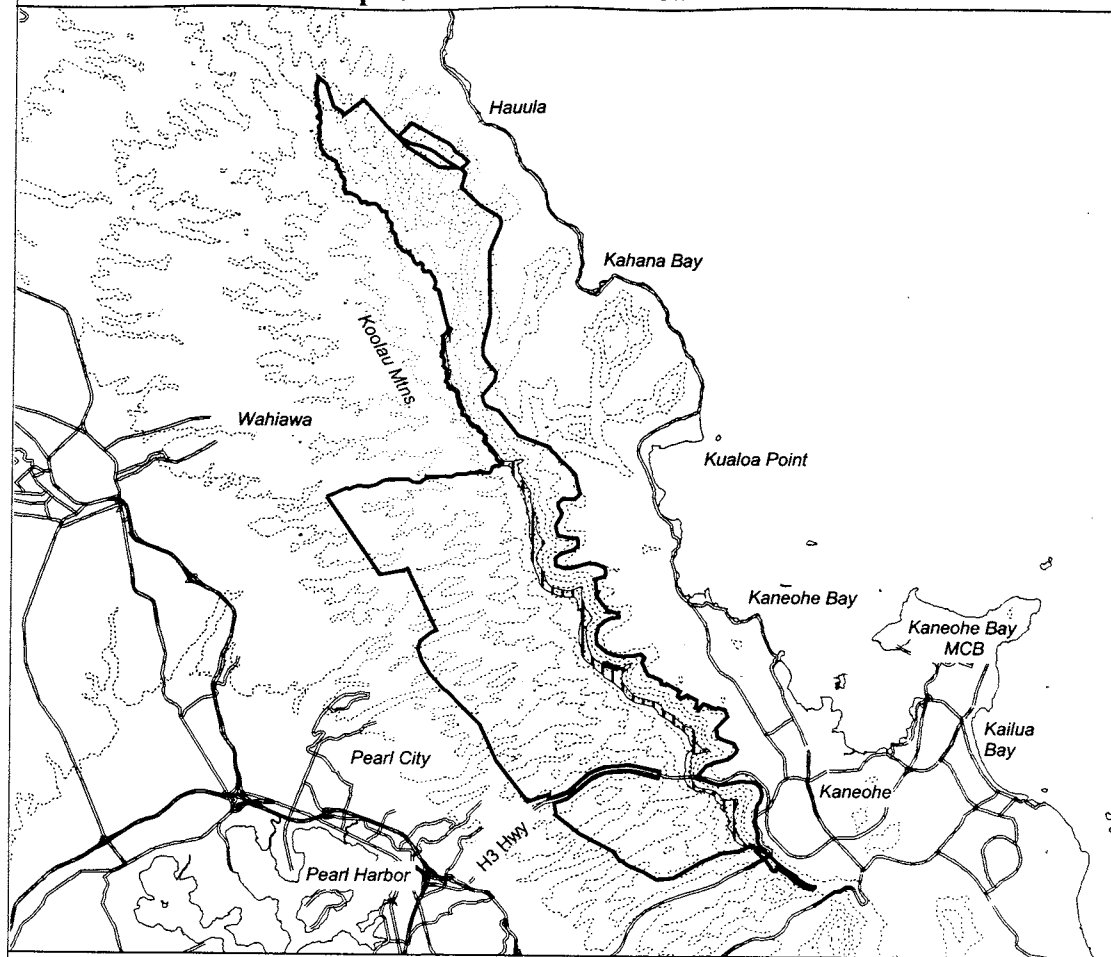 Hauula
Kahana Bay
Koolau Mtns.
Wahiawa
Kualoa Point
Kaneohe Bay
Kaneohe Bay
MCB
Kailua
Bay
Pearl City
Kaneohe
H3 Hwy
Pearl Harbor